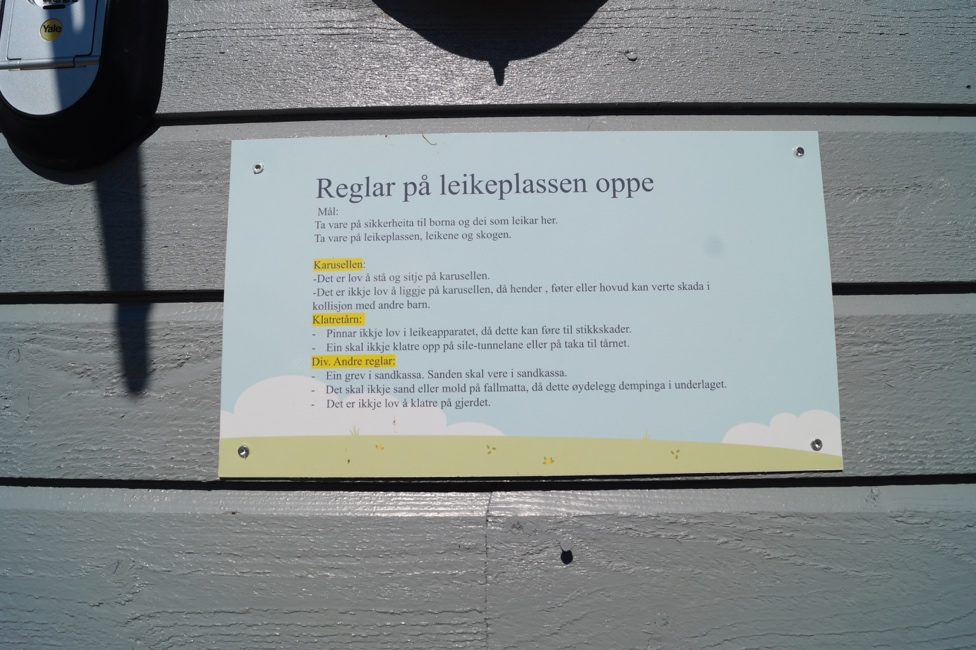 Yale
Reglar på leikeplassen oppe
Mål:
Ta vare på sikkerheita til borna og dei som leikar her.
Ta vare på leikeplassen, leikene og skogen.
Karusellen:
-Det er lov å stå og sitje på karusellen.
-Det er ikkje lov å liggje på karusellen, då hender , føter eller hovud kan verte skada i
kollisjon med andre barn.
Klatretårn:
- Pinnar ikkje lov i leikeapparatet, då dette kan føre til stikkskader.
- Ein skal ikkje klatre opp på sile-tunnelane eller på taka til tårnet.
Div. Andre reglar:
- Ein grev i sandkassa. Sanden skal vere i sandkassa.
- Det skal ikkje sand eller mold på fallmatta, då dette øydelegg dempinga i underlaget.
- Det er ikkje lov å klatre på gjerdet.